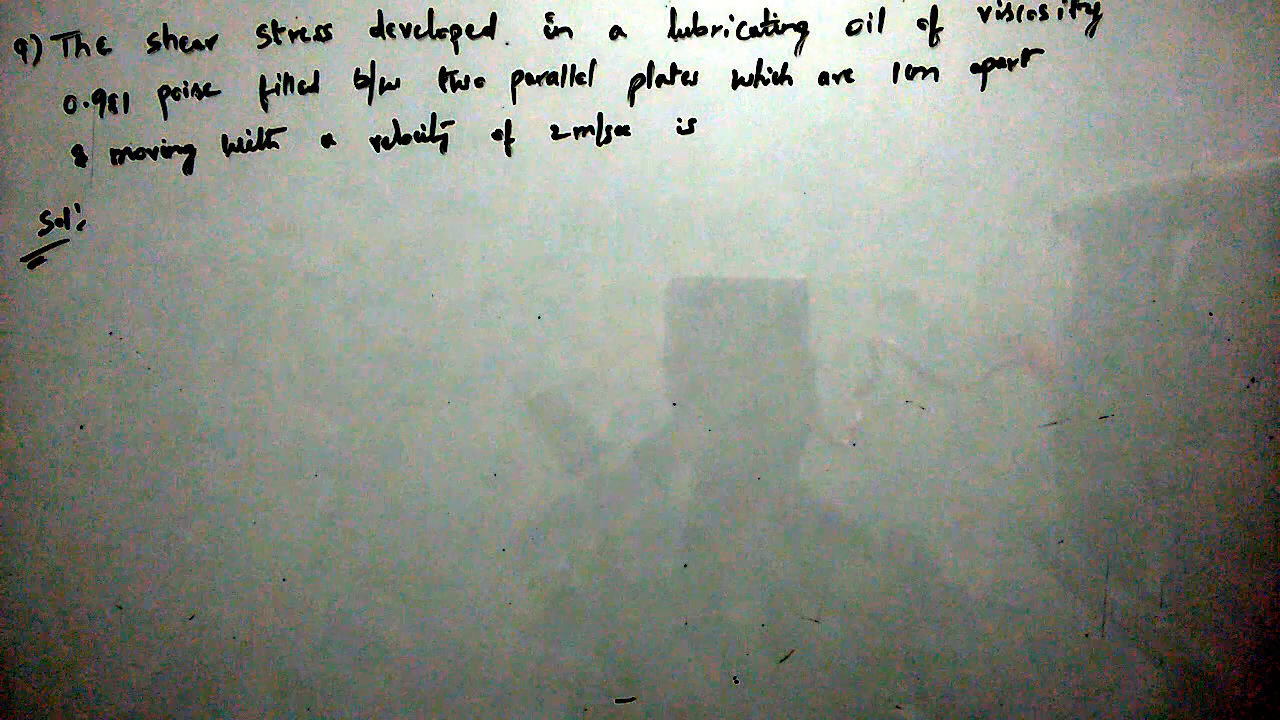 9) The shear stress developed in a lubricating oil of viscosity
0.981 poise filled b/w two parallel plates which are 1cm apart
& moving with a velocity of 2m/sec is
Sol: